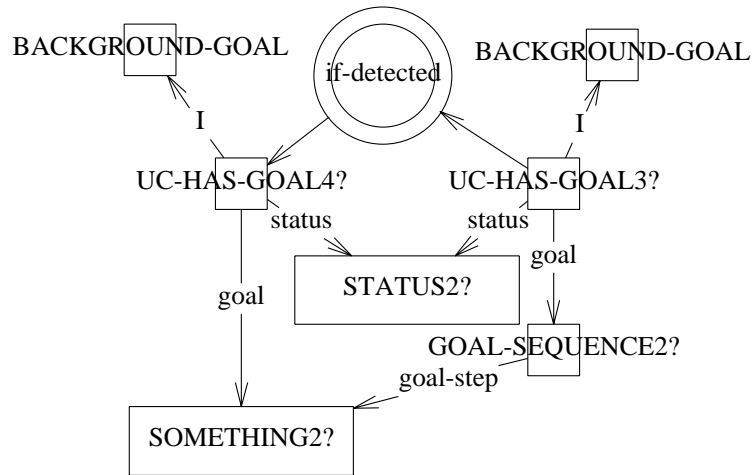 BACKGROUND-GOAL
BACKGROUND-GOAL
if-detected
I
I
UC-HAS-GOAL4?
UC-HAS-GOAL3?
status
status
goal
STATUS2?
goal
GOAL-SEQUENCE2?
goal-step
SOMETHING2?